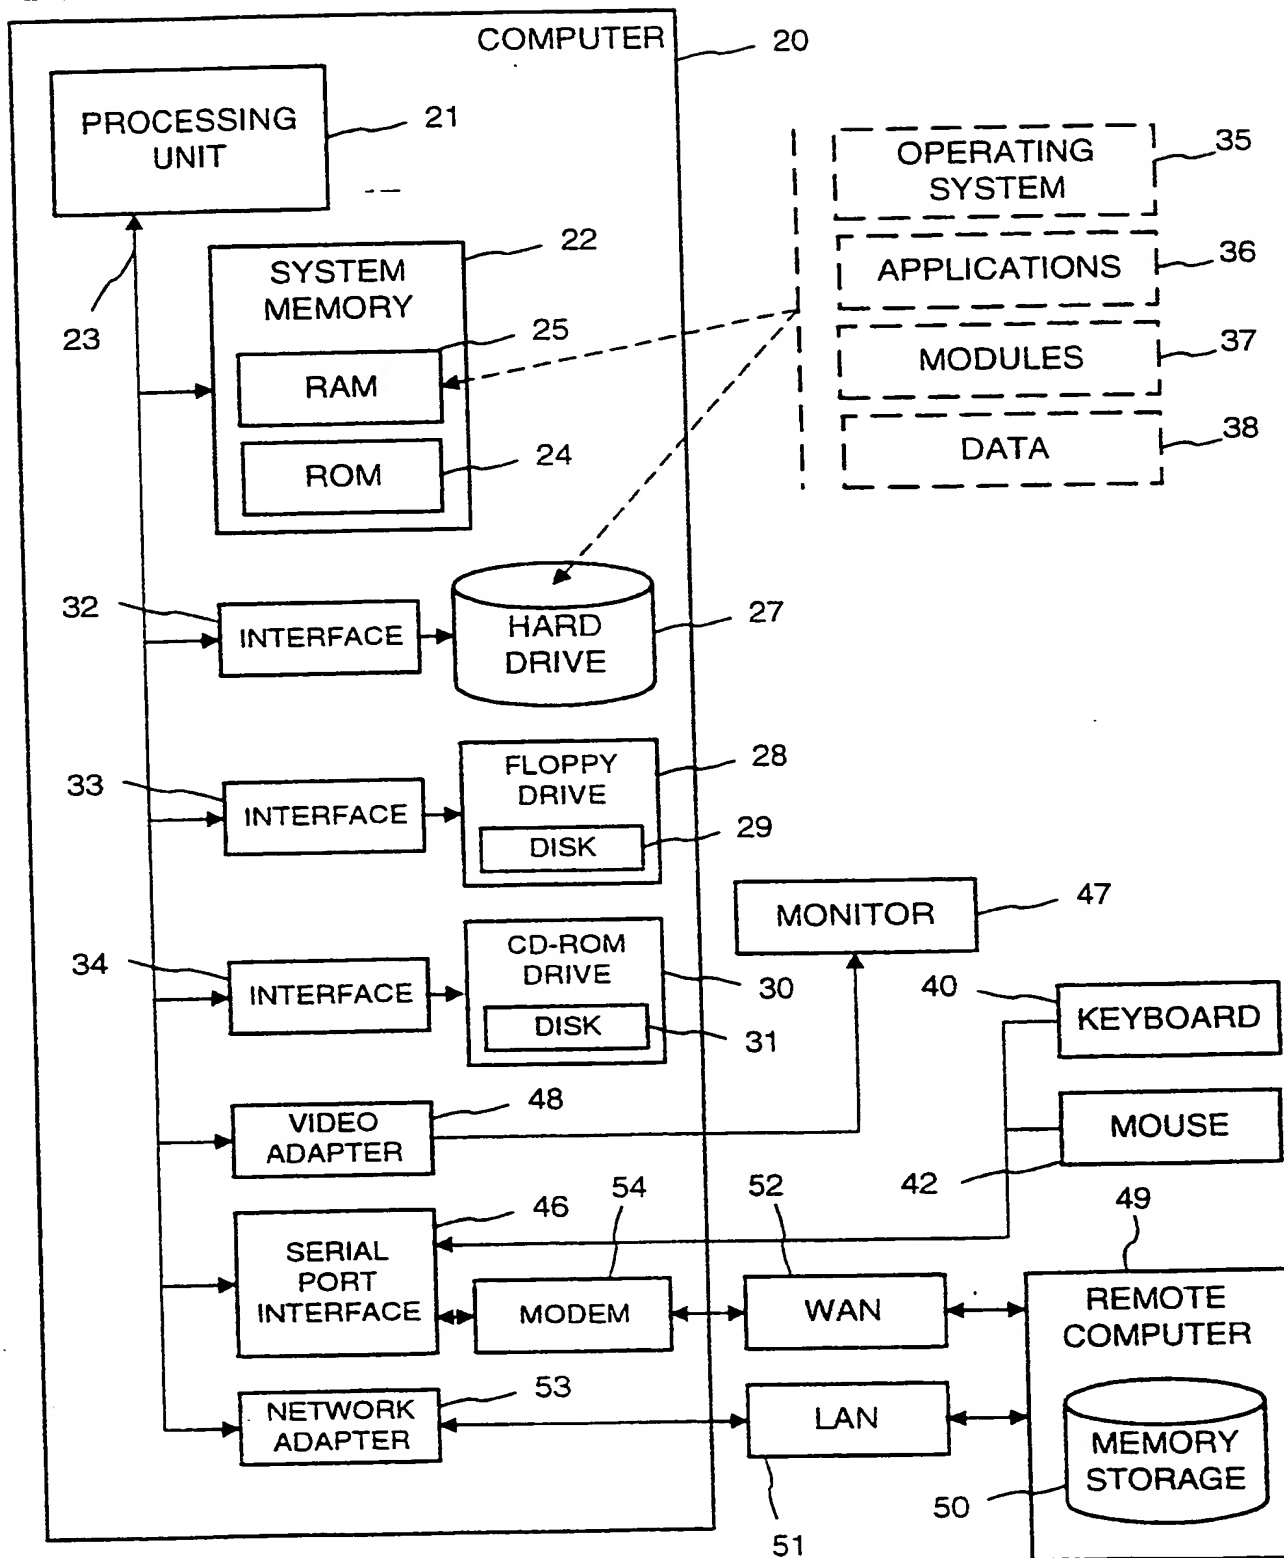 COMPUTER
20
PROCESSING
UNIT
21
OPERATING
SYSTEM
35
22
SYSTEM
MEMORY
APPLICATIONS
36
23
25
RAM
MODULES
37
24
ROM
DATA
38
32
INTERFACE
HARD
DRIVE
27
33
INTERFACE
FLOPPY
DRIVE
28
DISK
29
MONITOR
47
34
INTERFACE
CD-ROM
DRIVE
30
DISK
31
40
KEYBOARD
VIDEO
ADAPTER
48
MOUSE
42
46
54
52
49
SERIAL
PORT
INTERFACE
MODEM
WAN
REMOTE
COMPUTER
NETWORK
ADAPTER
53
LAN
51
MEMORY
STORAGE
50